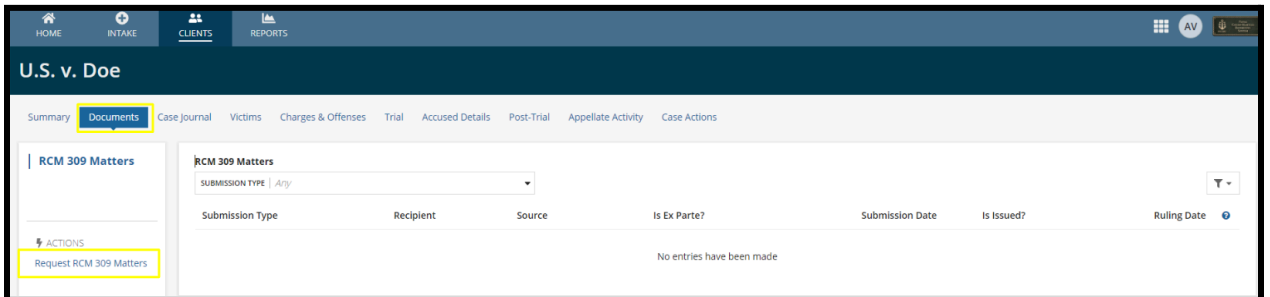 HOME INTAKE CLIENTS REPORTS
AV
U.S. v. Doe
Summary Documents Case Journal Victims Charges & Offenses Trial Accused Details Post-Trial Appellate Activity Case Actions
RCM 309 Matters
RCM 309 Matters
SUBMISSION TYPE Any
Submission Type Recipient Source Is Ex Parte? Submission Date Is Issued? Ruling Date ?
No entries have been made
ACTIONS
Request RCM 309 Matters